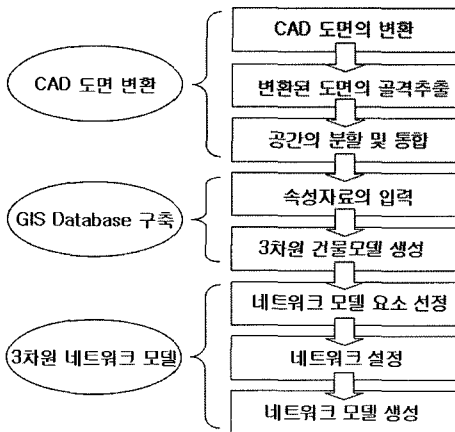 CAD 도면 변환
CAD 도면의 변환
변환된 도면의 골격추출
공간의 분할 및 통합
GIS Database 구축
속성자료의 입력
3차원 건물모델 생성
3차원 네트워크 모델
네트워크 모델 요소 선정
네트워크 설정
네트워크 모델 생성